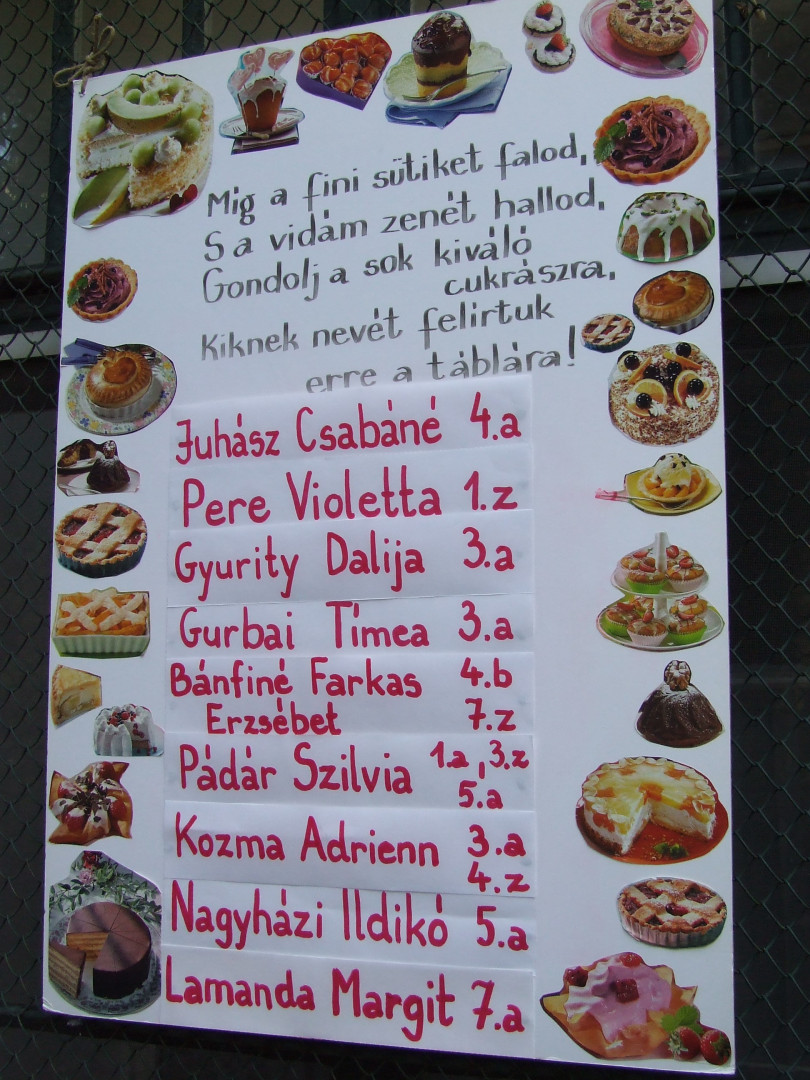 Míg a fini sütiket falod,
S a vidám zenét hallod,
Gondolj a sok kiváló
cukrászra,
Kiknek nevét felírtuk
erre a táblára!
Juhász Csabáné 4.a
Pere Violetta 1.z
Gyurity Dalija 3.a
Gurbai Tímea 3.a
Bánfiné Farkas 4.b
Erzsébet 7.z
Pádár Szilvia 1.a, 3.z
5.a
Kozma Adrienn 3.a
4.z
Nagyházi Ildikó 5.a
Lamanda Margit 7.a